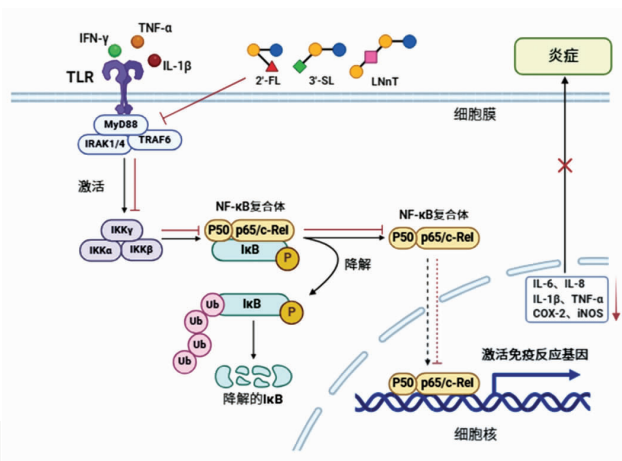 IFN-γ
TNF-α
IL-1β
TLR
2'-FL
3'-SL
LNnT
炎症
细胞膜
MyD88
IRAK1/4
TRAF6
激活
IKKγ
IKKα
IKKβ
NF-κB复合体
P50
p65/c-Rel
IκB
P
NF-κB复合体
P50
p65/c-Rel
降解
Ub
IκB
P
Ub
Ub
Ub
降解的IκB
IL-6、IL-8
IL-1β、TNF-α
COX-2、iNOS
激活免疫反应基因
P50
p65/c-Rel
细胞核